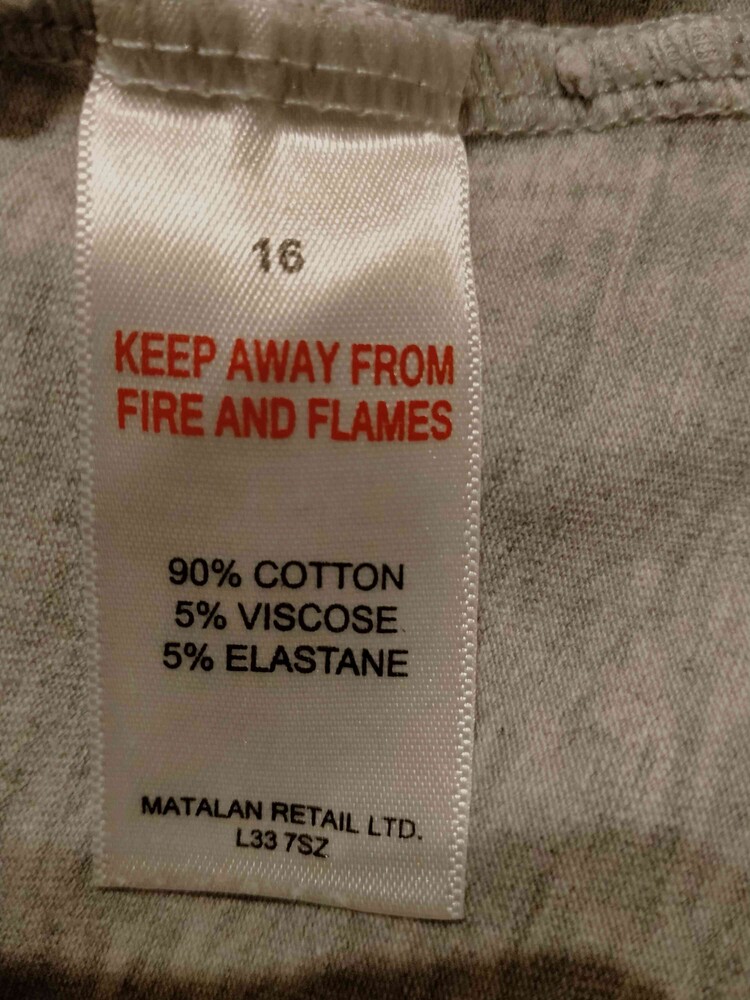 16
KEEP AWAY FROM
FIRE AND FLAMES
90% COTTON
5% VISCOSE
5% ELASTANE
MATALAN RETAIL LTD.
L33 7SZ